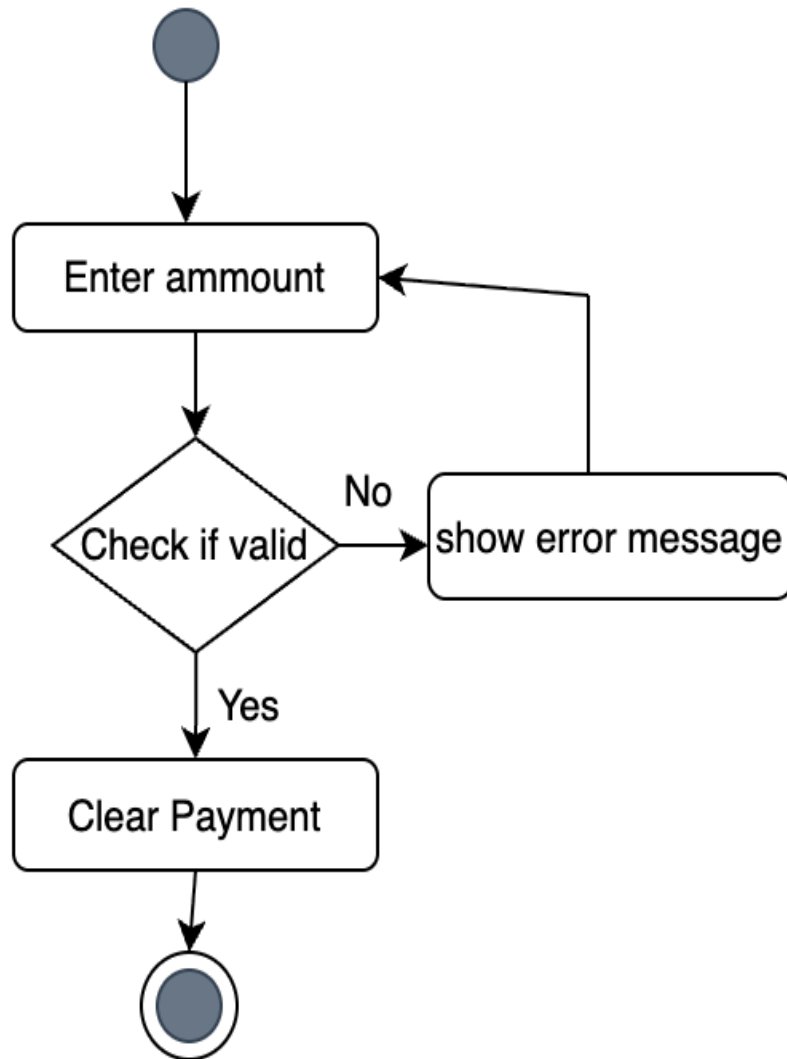 Enter ammount
No
Check if valid
show error message
Yes
Clear Payment